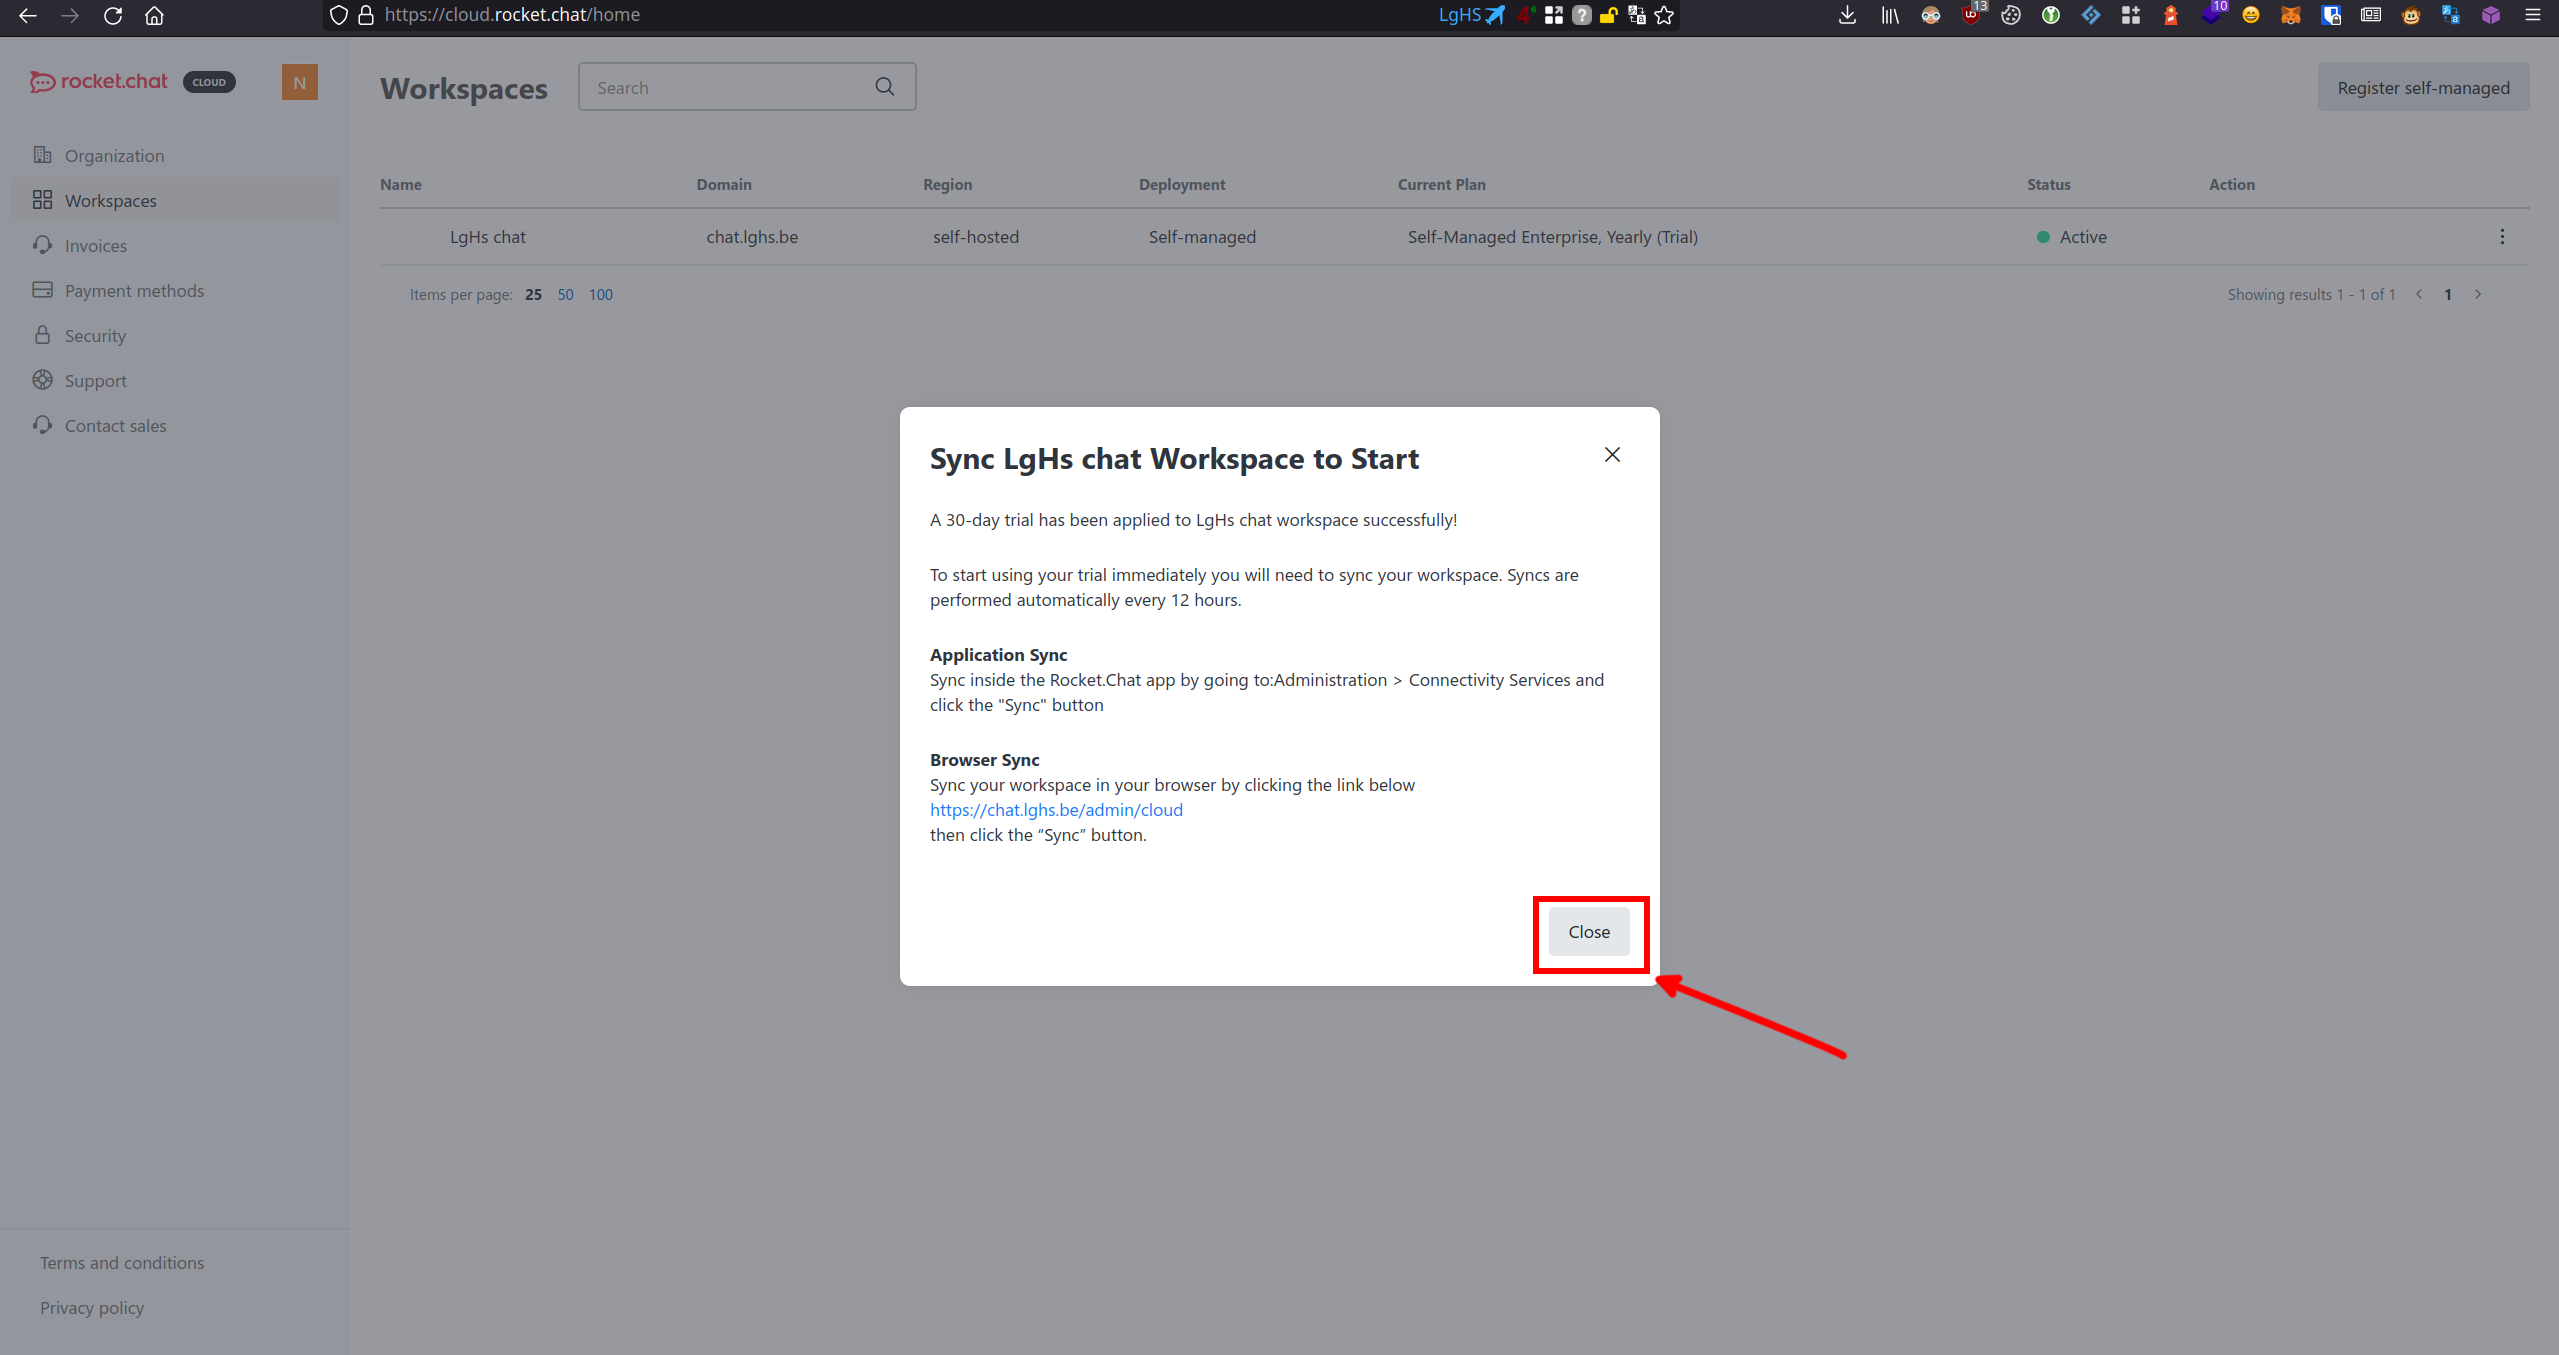 https://cloud.rocket.chat/home
LgHS
4 6
13
10
rocket.chat CLOUD N
Organization
Workspaces
Invoices
Payment methods
Security
Support
Contact sales
Terms and conditions
Privacy policy
Workspaces Search Register self-managed
Name Domain Region Deployment Current Plan Status Action
LgHs chat chat.lghs.be self-hosted Self-managed Self-Managed Enterprise, Yearly (Trial) Active
Items per page: 25 50 100 Showing results 1 - 1 of 1 1
Sync LgHs chat Workspace to Start
A 30-day trial has been applied to LgHs chat workspace successfully!
To start using your trial immediately you will need to sync your workspace. Syncs are
performed automatically every 12 hours.
Application Sync
Sync inside the Rocket.Chat app by going to:Administration > Connectivity Services and
click the "Sync" button
Browser Sync
Sync your workspace in your browser by clicking the link below
https://chat.lghs.be/admin/cloud
then click the “Sync” button.
Close